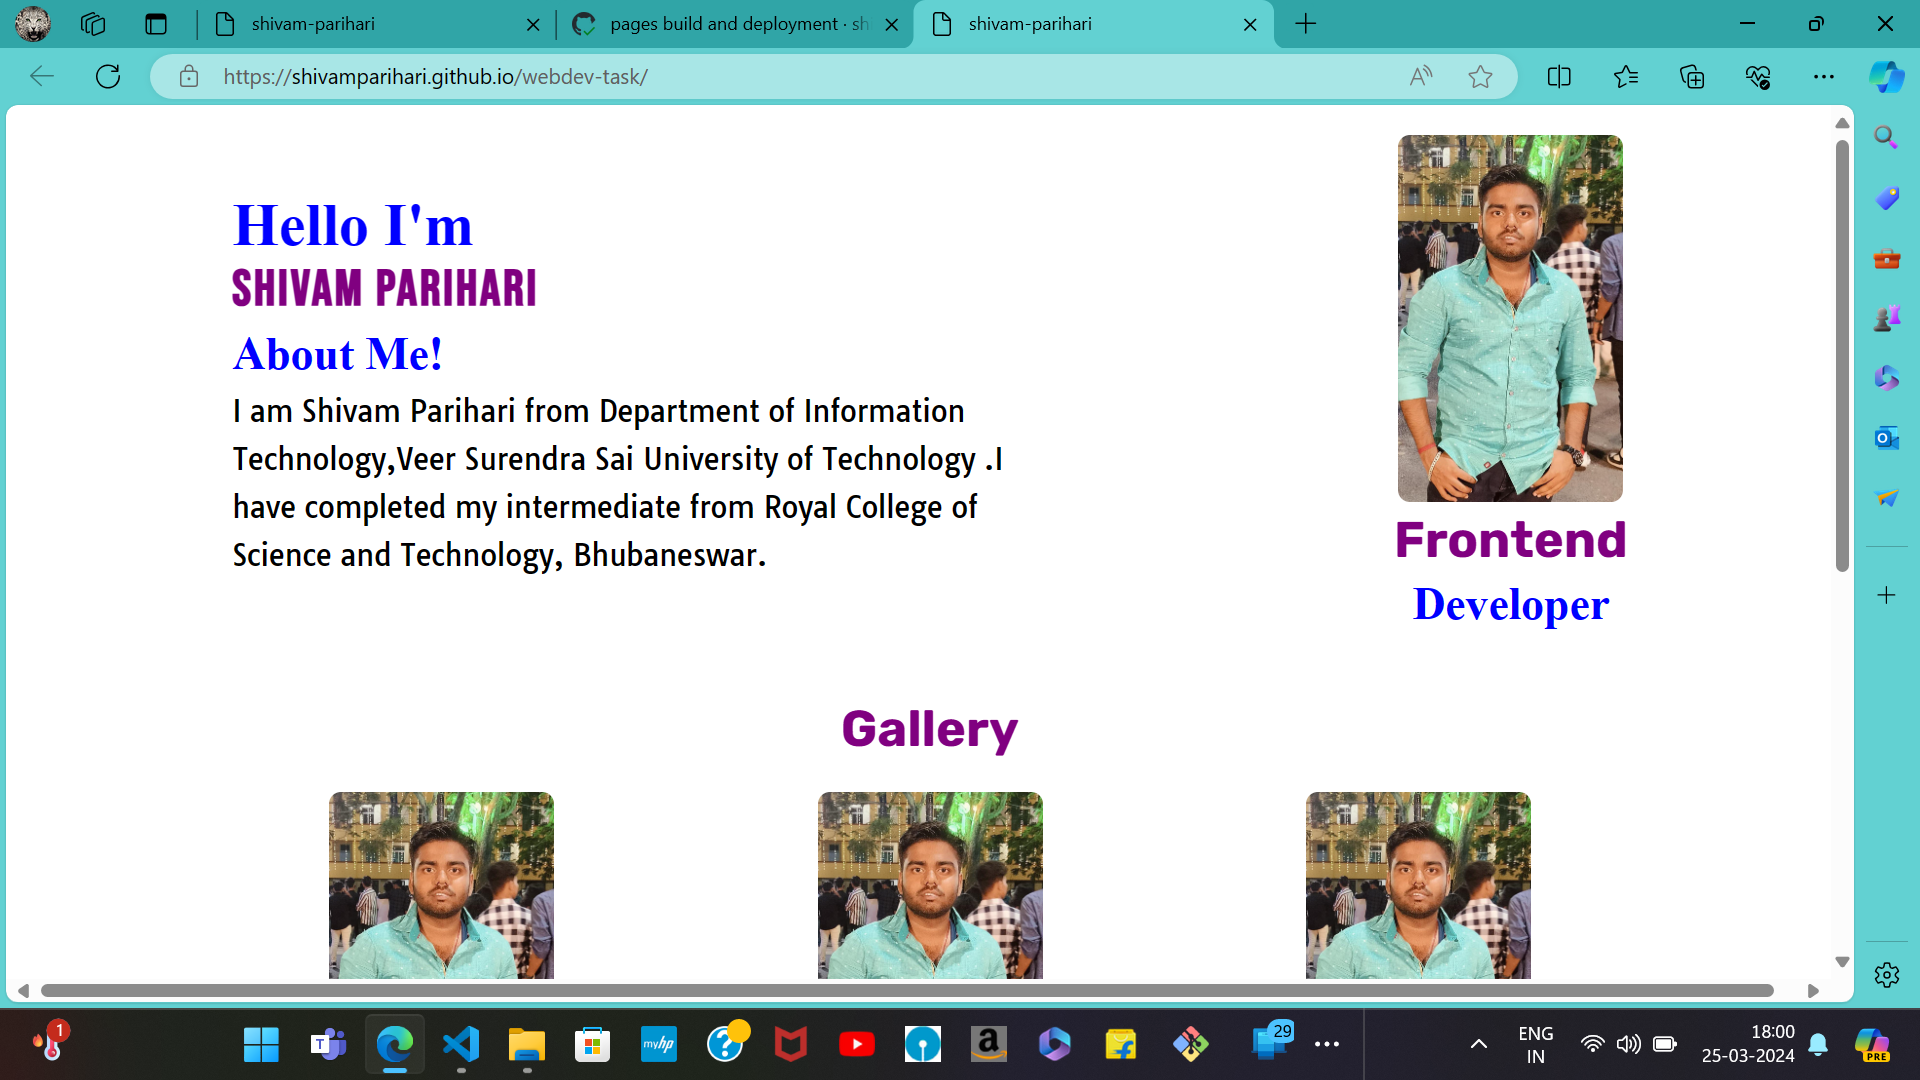 shivam-parihari
pages build and deployment · sh
shivam-parihari
https://shivamparihari.github.io/webdev-task/
Hello I'm
SHIVAM PARIHARI
About Me!
I am Shivam Parihari from Department of Information
Technology,Veer Surendra Sai University of Technology .I
have completed my intermediate from Royal College of
Science and Technology, Bhubaneswar.
Frontend
Developer
Gallery
1
T
myhp
?
a
29
ENG
IN
18:00
25-03-2024
PRE